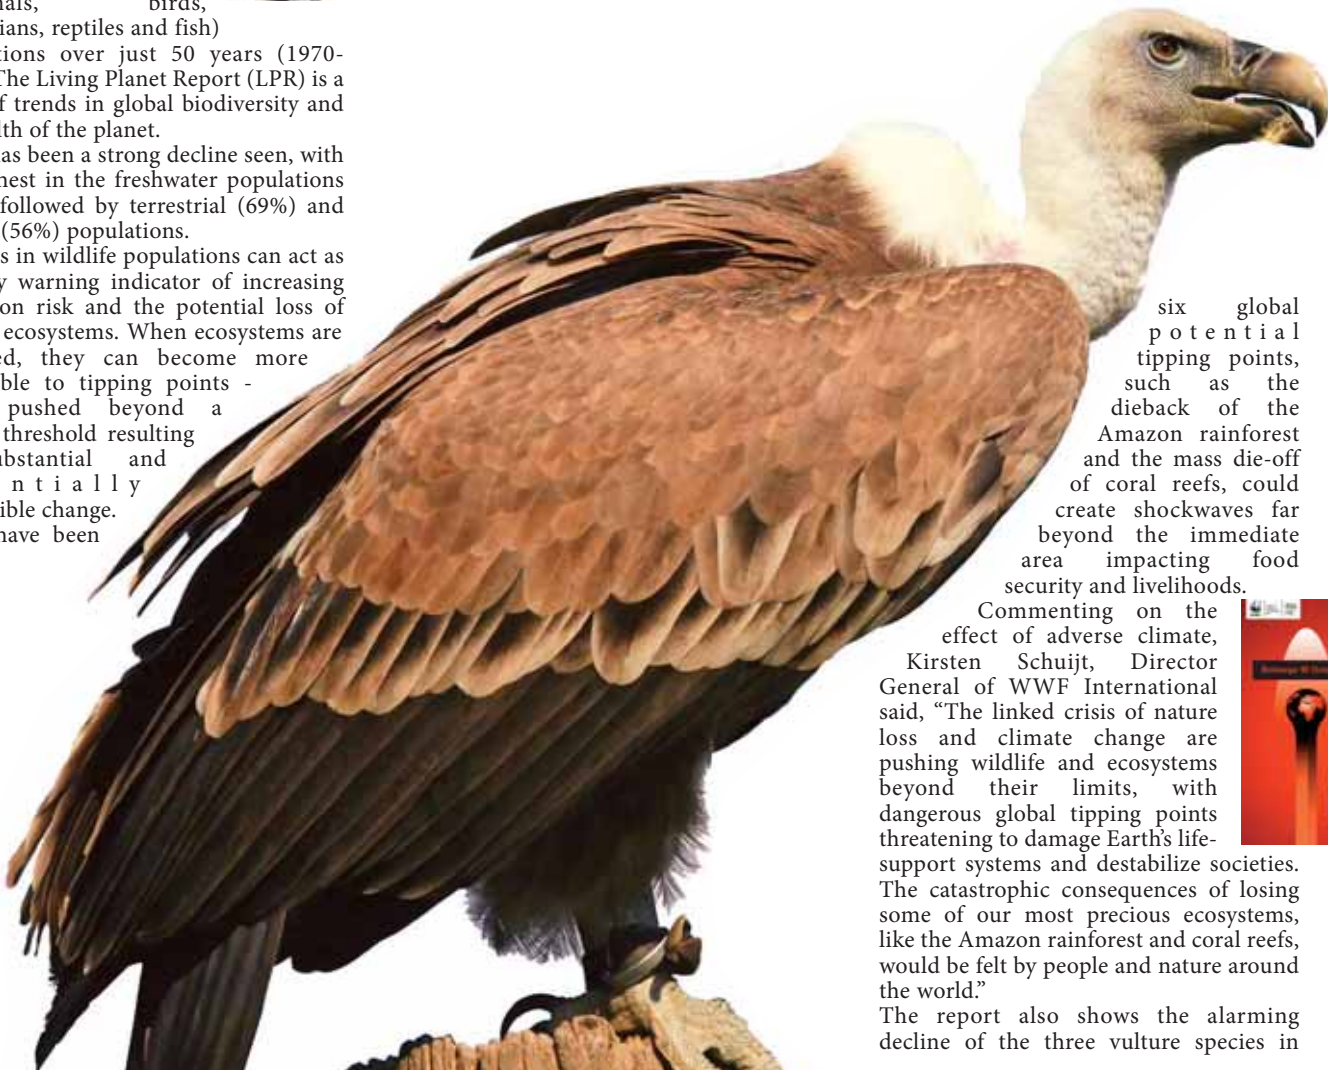 birds,
reptiles and fish)
over just 50 years (1970-
The Living Planet Report (LPR) is a
trends in global biodiversity and
of the planet.
has been a strong decline seen, with
in the freshwater populations
followed by terrestrial (69%) and
(56%) populations.
in wildlife populations can act as
warning indicator of increasing
risk and the potential loss of
ecosystems. When ecosystems are
they can become more
to tipping points -
pushed beyond a
threshold resulting
and
change.
have been
six global
potential
tipping points,
such as the
dieback of the
Amazon rainforest
and the mass die-off
of coral reefs, could
create shockwaves far
beyond the immediate
area impacting food
security and livelihoods.
Commenting on the
effect of adverse climate,
Kirsten Schuijt, Director
General of WWF International
said, “The linked crisis of nature
loss and climate change are
pushing wildlife and ecosystems
beyond their limits, with
dangerous global tipping points
threatening to damage Earth’s life-
support systems and destabilize societies.
The catastrophic consequences of losing
some of our most precious ecosystems,
like the Amazon rainforest and coral reefs,
would be felt by people and nature around
the world.”
The report also shows the alarming
decline of the three vulture species in